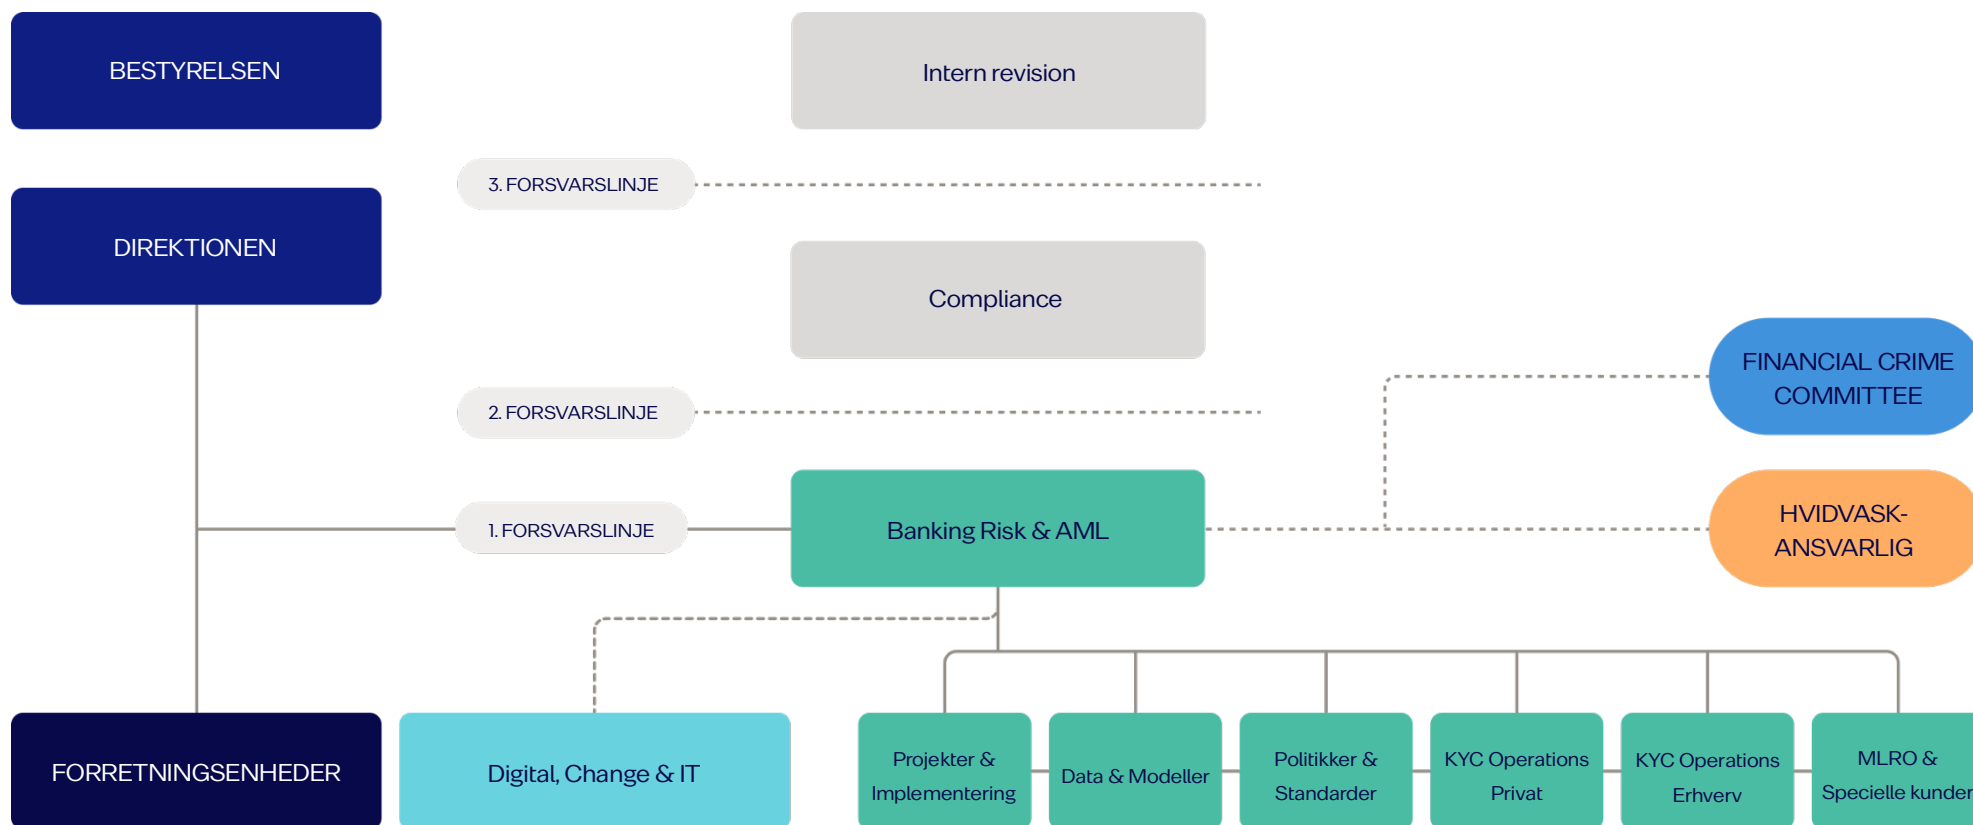 BESTYRELSEN
Intern revision
3. FORSVARSLINJE
DIREKTIONEN
Compliance
FINANCIAL CRIME
COMMITTEE
2. FORSVARSLINJE
HVIDVASK-
ANSVARLIG
1. FORSVARSLINJE
Banking Risk & AML
FORRETNINGSENHEDER
Digital, Change & IT
Projekter &
Implementering
Data & Modeller
Politikker &
Standarder
KYC Operations
Privat
KYC Operations
Erhverv
MLRO &
Specielle kunder